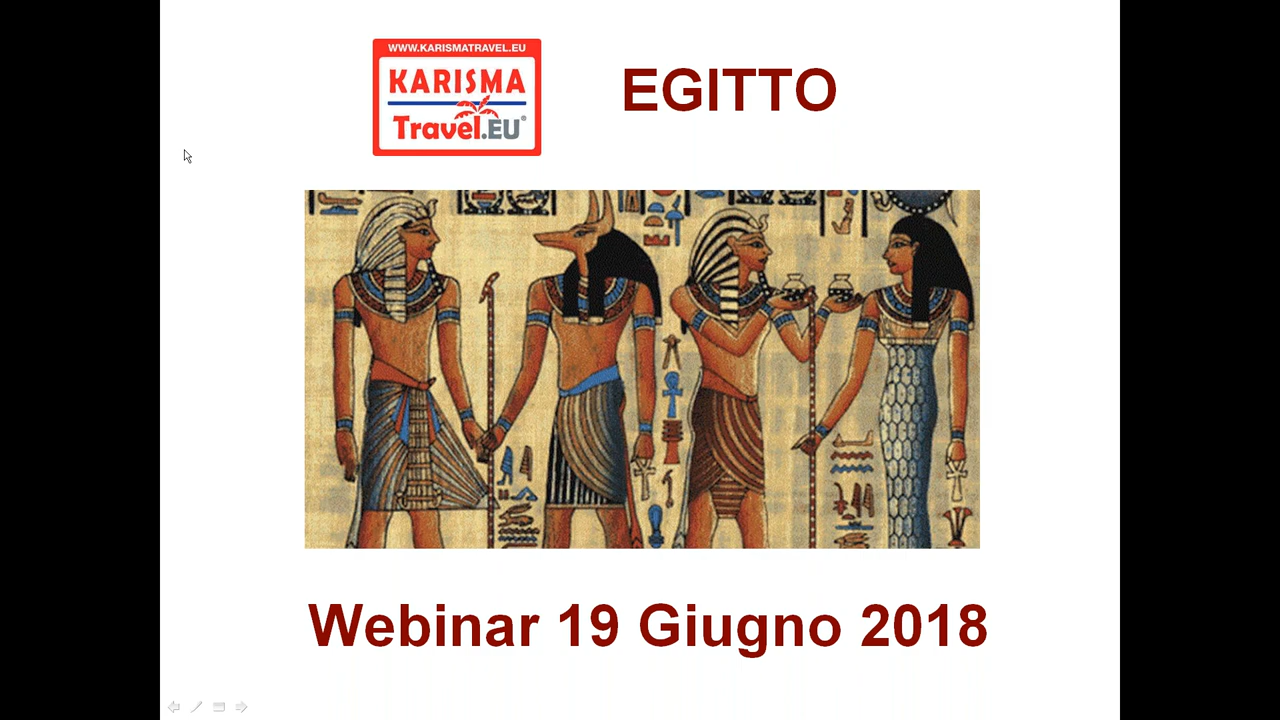 WWW.KARISMATRAVEL.EU
KARISMA
Travel.EU®
EGITTO
Webinar 19 Giugno 2018